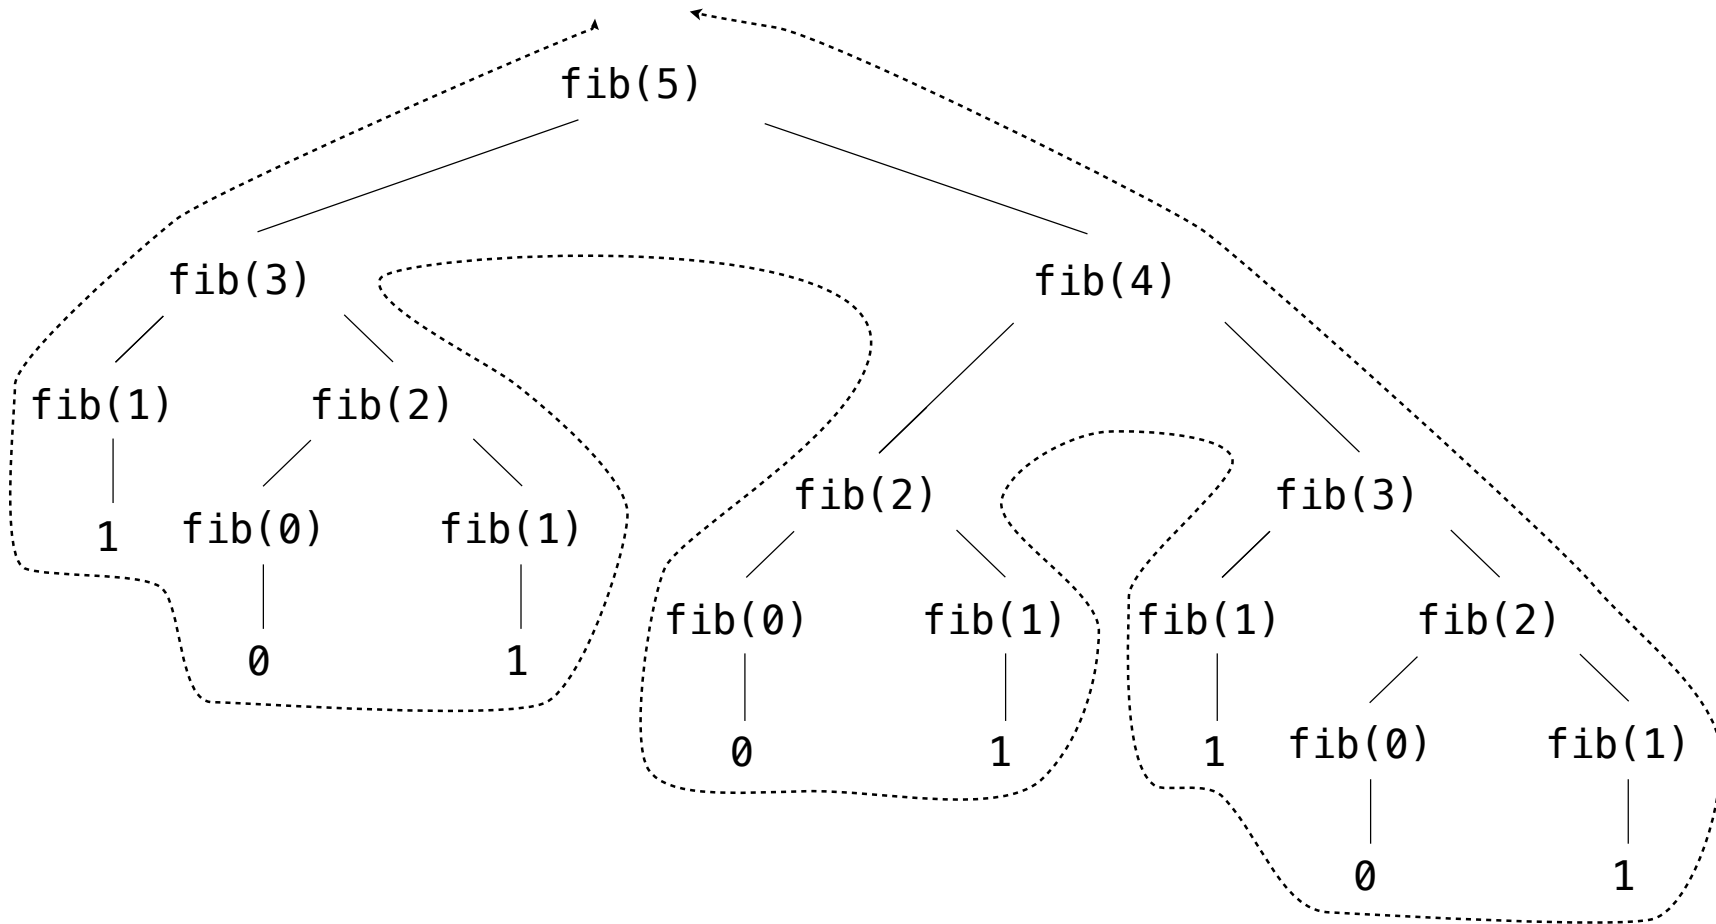 fib(5)
fib(3) fib(4)
fib(1) fib(2)
fib(2) fib(3)
1 fib(0) fib(1)
fib(0) fib(1) fib(1) fib(2)
0 1
0 1 1 fib(0) fib(1)
0 1